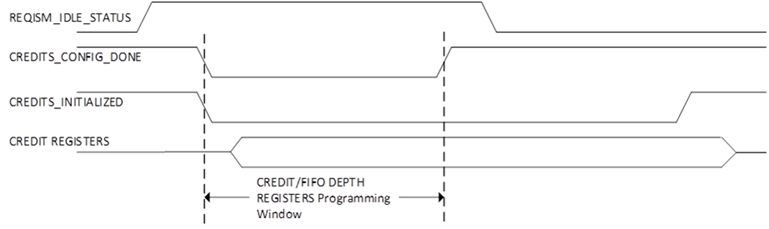 REQISM_IDLE_STATUS
CREDITS_CONFIG_DONE
CREDITS_INITIALIZED
CREDIT REGISTERS
CREDIT/FIFO DEPTH
REGISTERS Programming
Window